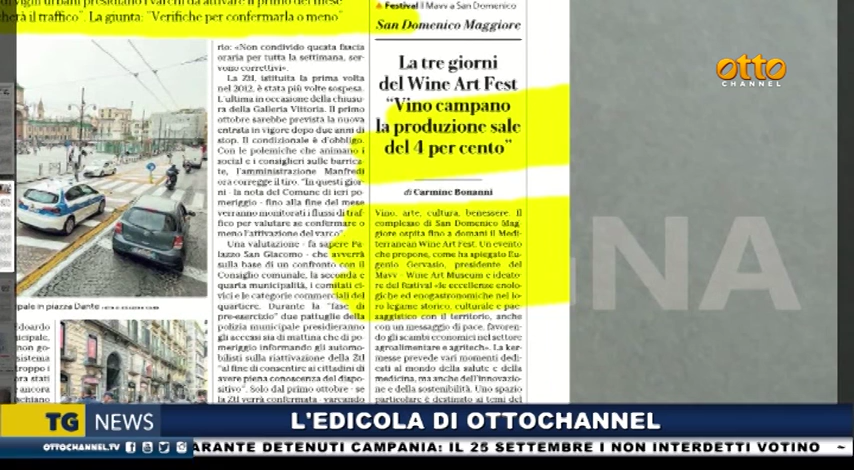 di vigili urbani presidiano i varchi da attivare il primo del mese
cherà il traffico". La giunta: "Verifiche per confermarla o meno"
Festival Il Mavv a San Domenico
San Domenico Maggiore
La tre giorni
del Wine Art Fest
"Vino campano
la produzione sale
del 4 per cento"
di Carmine Bonanni
rio: «Non condivido questa fascia
oraria per tutta la settimana, ser-
vono correttivi».
La Ztl, istituita la prima volta
nel 2012, è stata più volte sospesa.
L'ultima in occasione della chiusu-
ra della Galleria Vittoria. Il primo
ottobre sarebbe prevista la nuova
entrata in vigore dopo due anni di
stop. Il condizionale è d'obbligo.
Con le polemiche che animano i
social e i consiglieri sulle barrica-
te, l'amministrazione Manfredi
ora corregge il tiro. "In questi gior-
ni - la nota del Comune di ieri po-
meriggio - fino alla fine del mese
verranno monitorati i flussi di traf-
fico per valutare se confermare o
meno l'attivazione del varco".
Una valutazione - fa sapere Pa-
lazzo San Giacomo - che avverrà
sulla base di un confronto con il
Consiglio comunale, la seconda e
quarta municipalità, i comitati ci-
vici e le categorie commerciali del
quartiere. Durante la "fase di
pre-esercizio" due pattuglie della
polizia municipale presidieranno
gli accessi sia di mattina che di po-
meriggio informando gli automo-
bilisti sulla riattivazione della Ztl
"al fine di consentire ai cittadini di
avere piena conoscenza del dispo-
sitivo". Solo dal primo ottobre - se
la Ztl verrà confermata - varcando
Vino, arte, cultura, benessere. Il
complesso di San Domenico Mag-
giore ospita fino a domani il Medi-
terranean Wine Art Fest. Un evento
che propone, come ha spiegato Eu-
genio Gervasio, presidente del
Mavv - Wine Art Museum e ideato-
re del festival «le eccellenze enolo-
giche ed enogastronomiche nel lo-
ro legame storico, culturale e pae-
saggistico con il territorio, anche
con un messaggio di pace, favoren-
do gli scambi economici nel settore
agroalimentare e agritech». La ker-
messe prevede vari momenti dedi-
cati al mondo della salute e della
medicina, ma anche dell'innovazio-
ne e della sostenibilità. Uno spazio
particolare è destinato ai temi del
ipale in piazza Dante
otto
CHANNEL
GNA
TG NEWS
L'EDICOLA DI OTTOCHANNEL
OTTOCHANNEL.TV
ARANTE DETENUTI CAMPANIA: IL 25 SETTEMBRE I NON INTERDETTI VOTINO ~